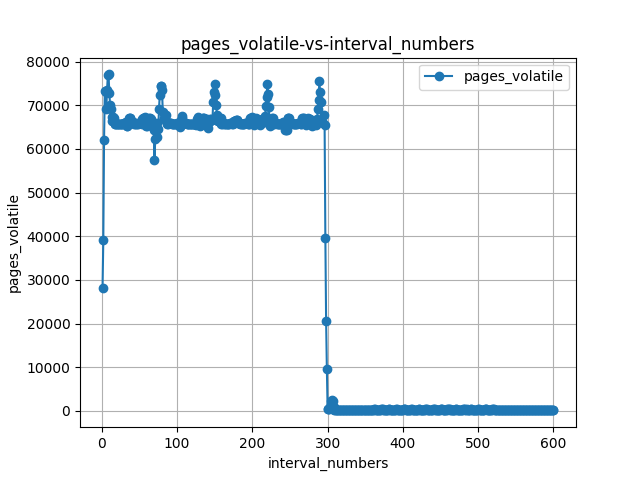 pages_volatile-vs-interval_numbers
80000
70000
60000
50000
40000
30000
20000
10000
0
pages_volatile
pages_volatile
0 100 200 300 400 500 600
interval_numbers